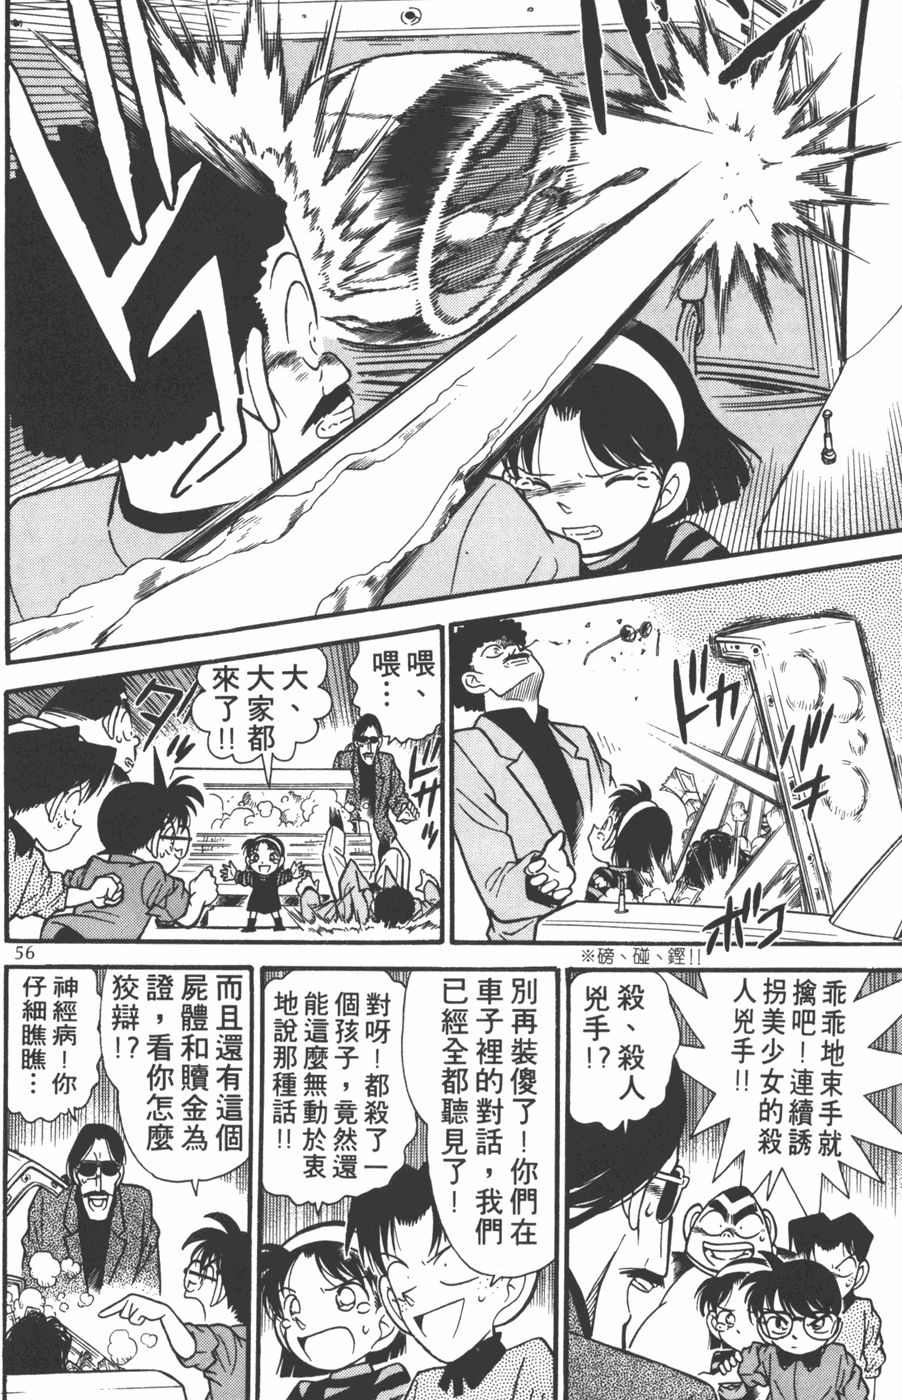 喂、
喂…
大、
大家都
來了!!
※磅、碰、鏗!!
56
乖乖地束手就
擒吧!連續誘
拐美少女的殺
人兇手!!
殺、殺人
兇手!?
別再裝傻了!你們在
車子裡的對話，我們
已經全都聽見了!
對呀!都殺了一
個孩子，竟然還
能這麼無動於衷
地說那種話!!
而且還有這個
屍體和贖金為
證，看你怎麼
狡辯!?
神經病!你
仔細瞧瞧…
ボコ